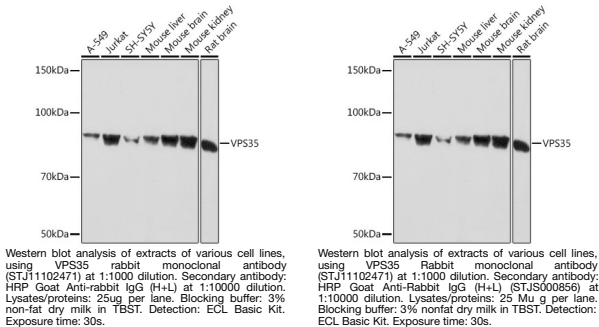 A-549
Jurkat
SH-SY5Y
Mouse liver
Mouse brain
Mouse kidney
Rat brain
150kDa
100kDa
VPS35
70kDa
50kDa
Western blot analysis of extracts of various cell lines,
using VPS35 rabbit monoclonal antibody
(STJ11102471) at 1:1000 dilution. Secondary antibody:
HRP Goat Anti-rabbit IgG (H+L) at 1:10000 dilution.
Lysates/proteins: 25ug per lane. Blocking buffer: 3%
non-fat dry milk in TBST. Detection: ECL Basic Kit.
Exposure time: 30s.
A-549
Jurkat
SH-SY5Y
Mouse liver
Mouse brain
Mouse kidney
Rat brain
150kDa
100kDa
VPS35
70kDa
50kDa
Western blot analysis of extracts of various cell lines,
using VPS35 Rabbit monoclonal antibody
(STJ11102471) at 1:1000 dilution. Secondary antibody:
HRP Goat Anti-Rabbit IgG (H+L) (STJS000856) at
1:10000 dilution. Lysates/proteins: 25 Mu g per lane.
Blocking buffer: 3% nonfat dry milk in TBST. Detection:
ECL Basic Kit. Exposure time: 30s.